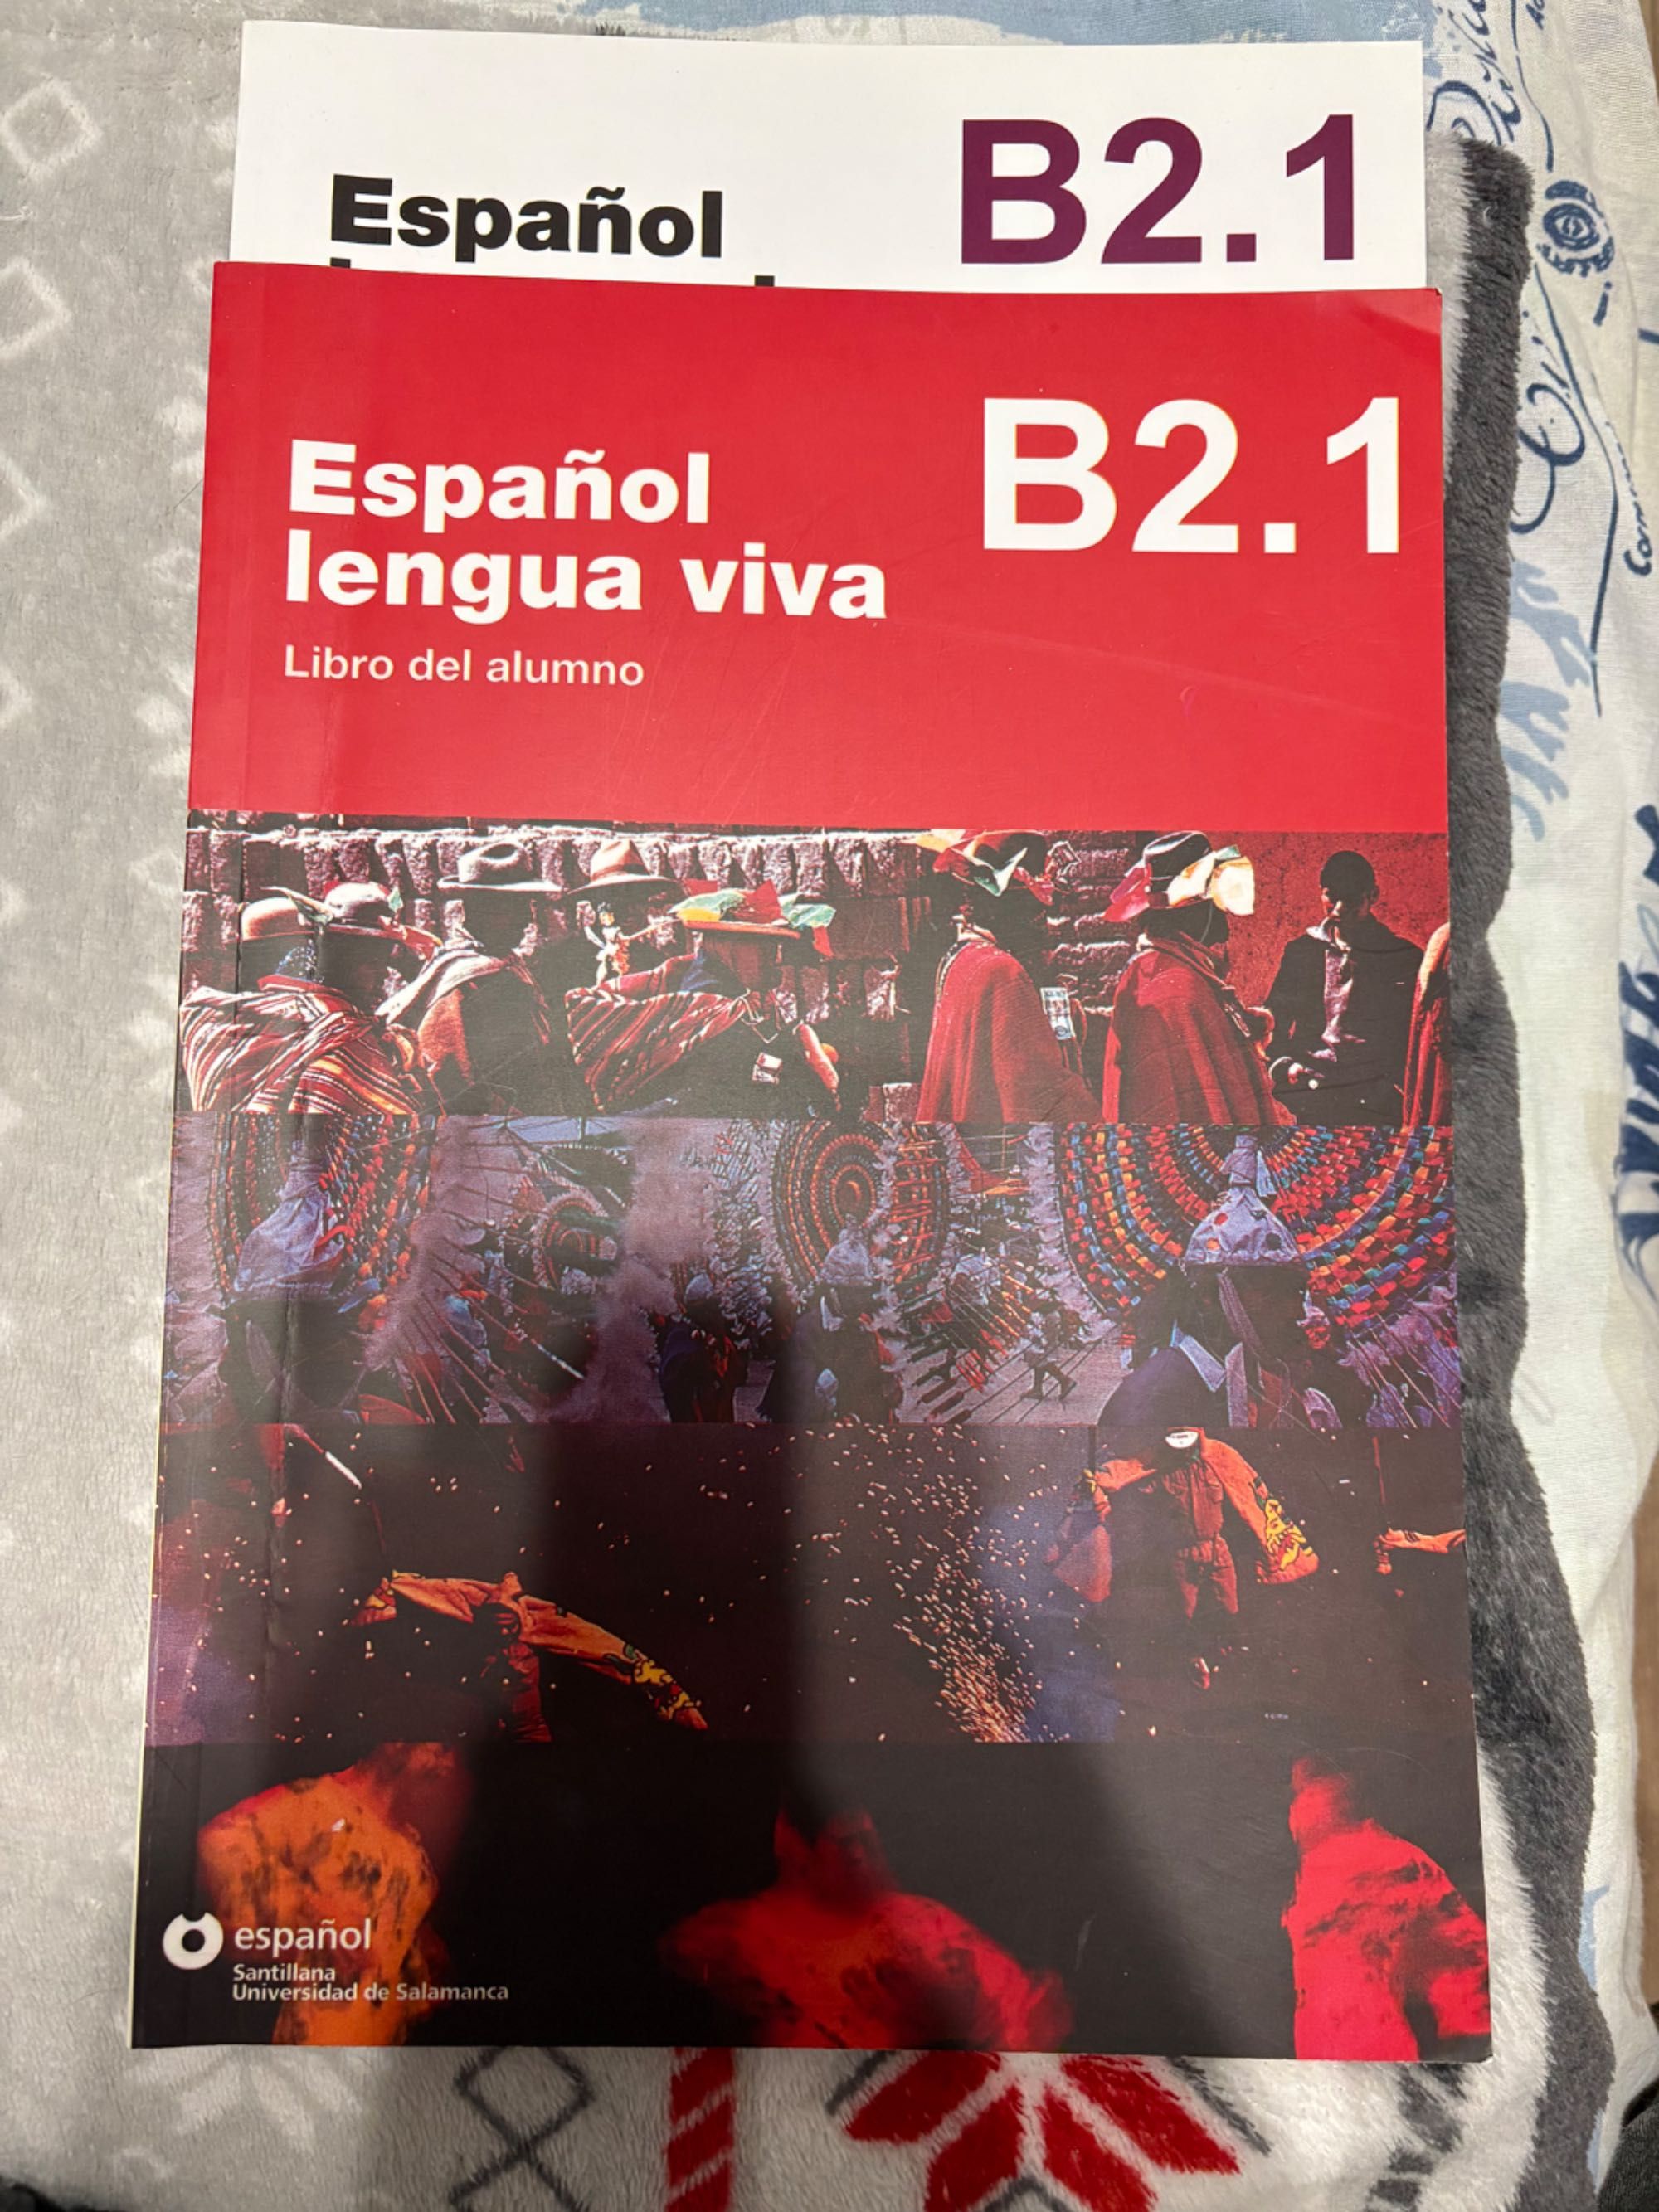 Español
B2.1
Español
lengua viva
B2.1
Libro del alumno
español
Santillana
Universidad de Salamanca